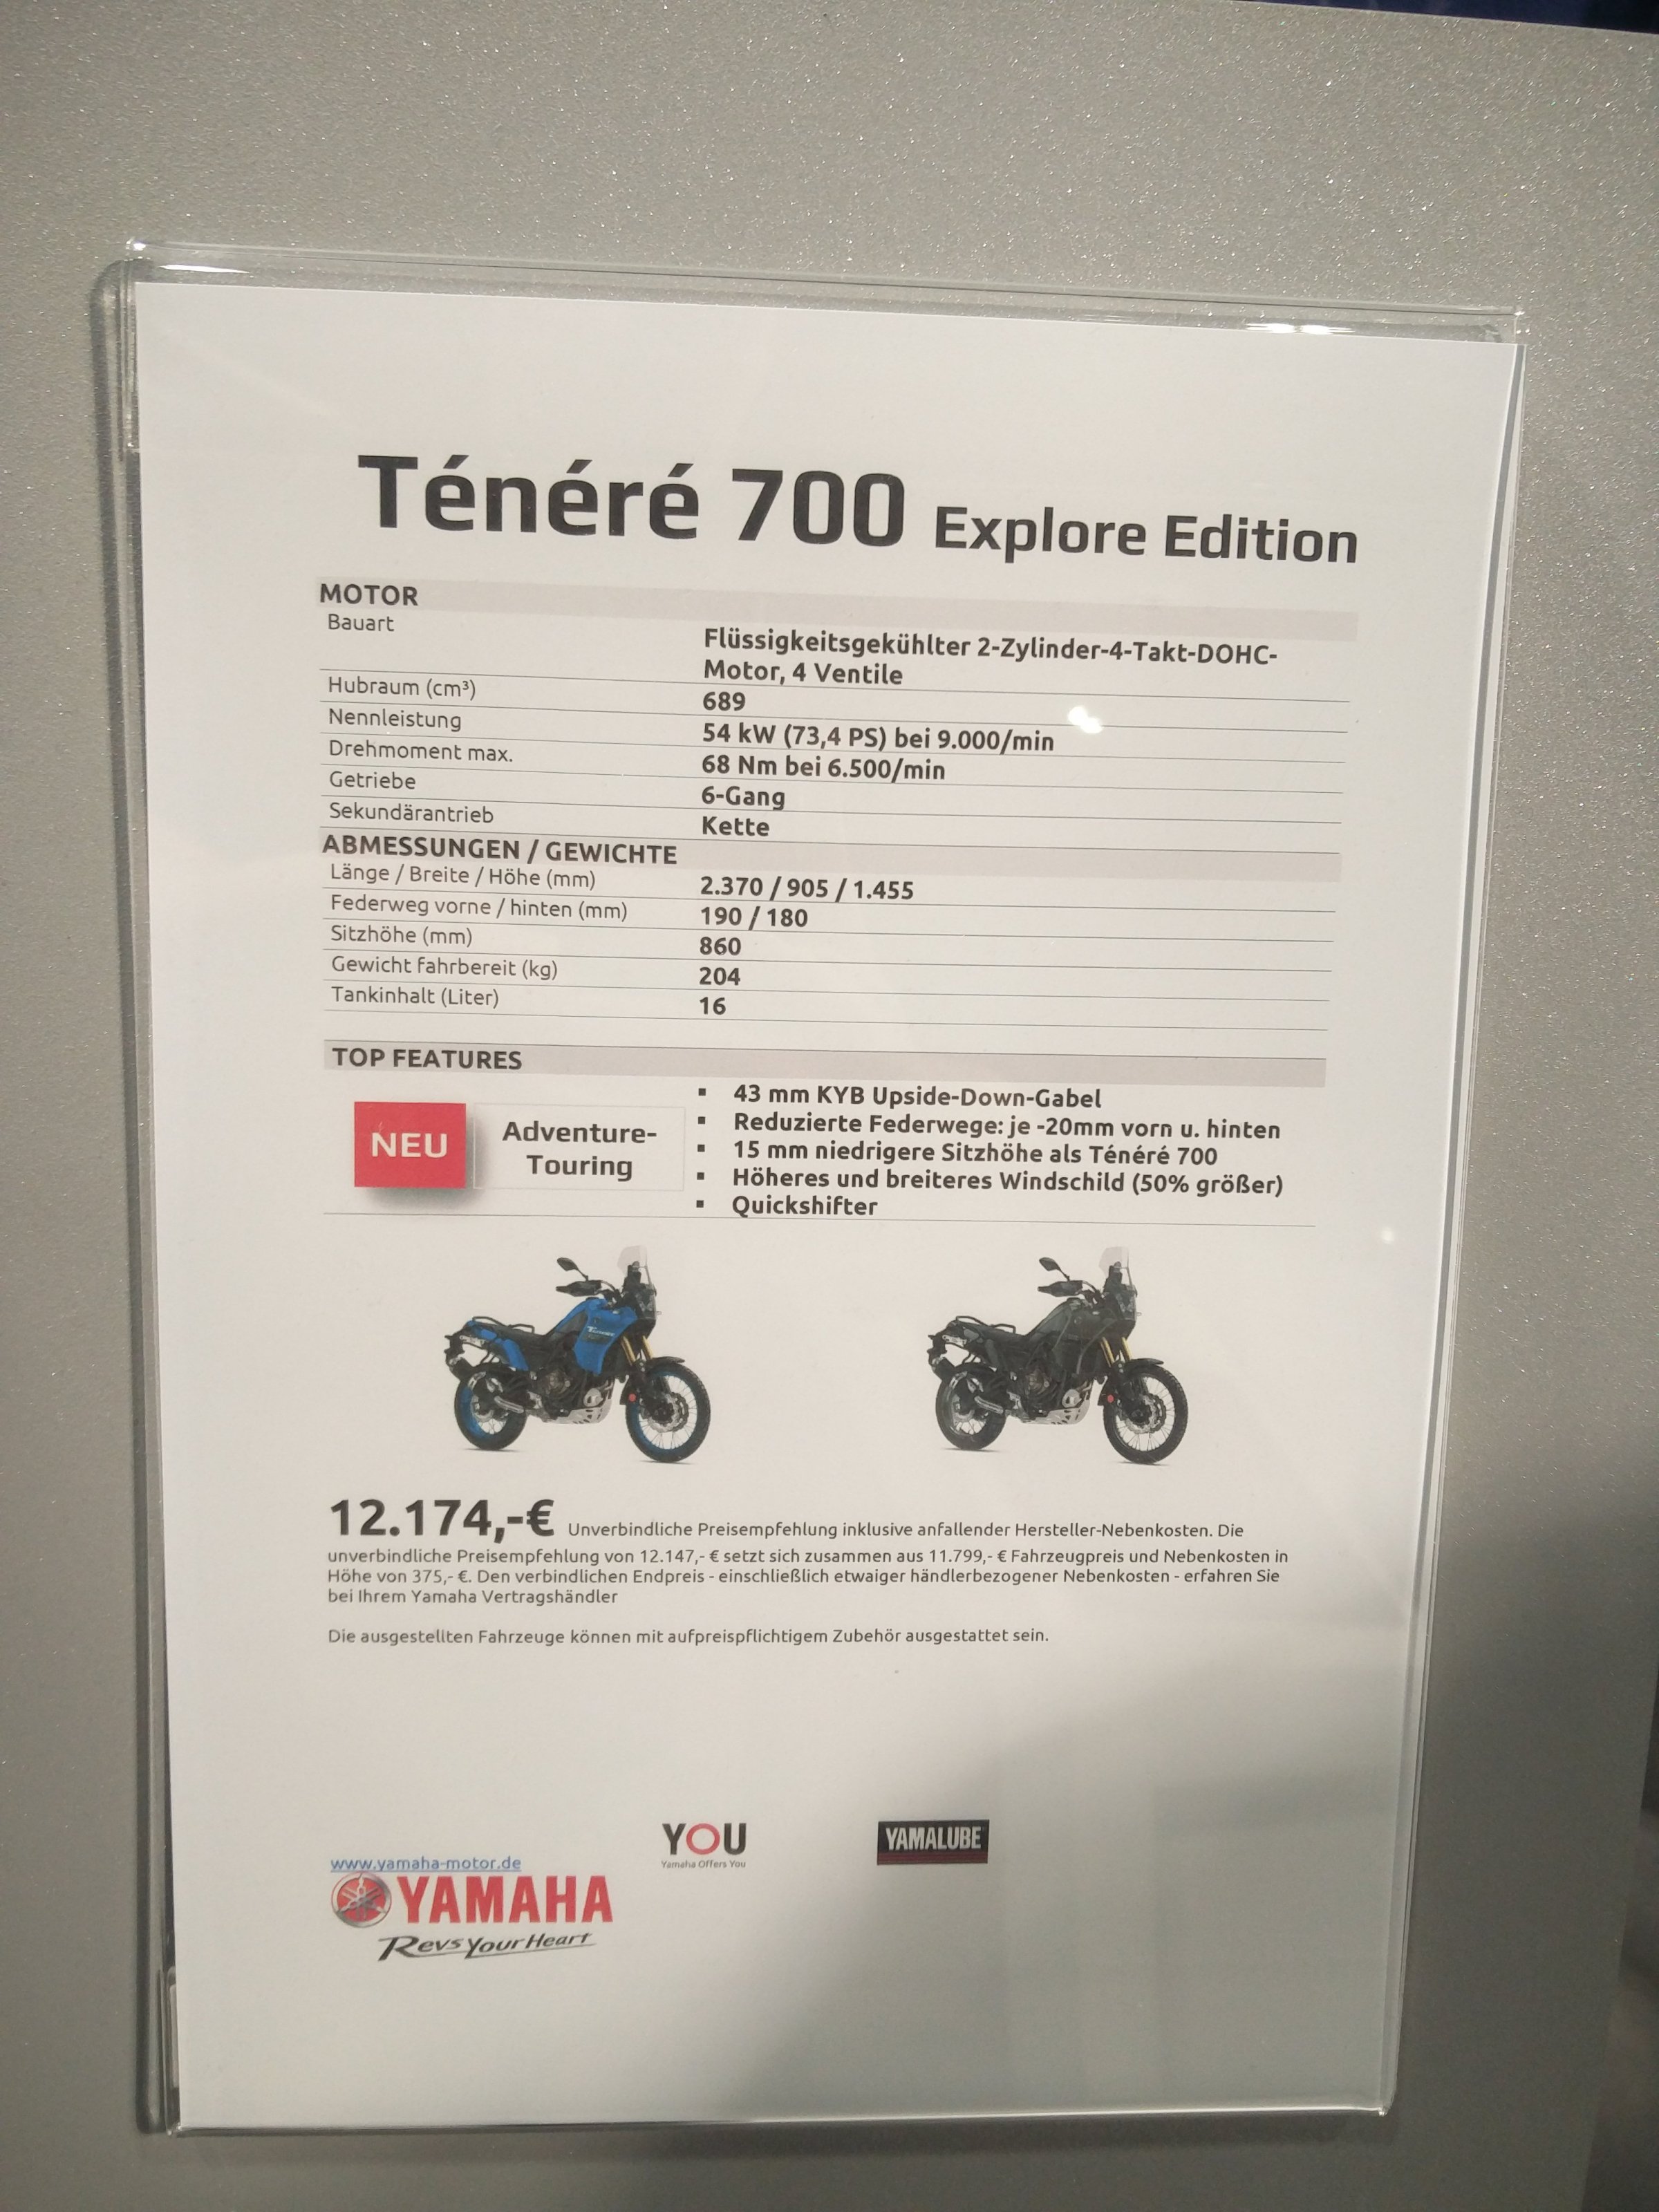 Ténéré 700 Explore Edition
MOTOR
Bauart Flüssigkeitsgekühlter 2-Zylinder-4-Takt-DOHC-
Motor, 4 Ventile
Hubraum (cm³) 689
Nennleistung 54 kW (73,4 PS) bei 9.000/min
Drehmoment max. 68 Nm bei 6.500/min
Getriebe 6-Gang
Sekundärantrieb Kette
ABMESSUNGEN / GEWICHTE
Länge / Breite / Höhe (mm) 2.370 / 905 / 1.455
Federweg vorne / hinten (mm) 190 / 180
Sitzhöhe (mm) 860
Gewicht fahrbereit (kg) 204
Tankinhalt (Liter) 16
TOP FEATURES
NEU
Adventure-
Touring
▪ 43 mm KYB Upside-Down-Gabel
▪ Reduzierte Federwege: je -20mm vorn u. hinten
▪ 15 mm niedrigere Sitzhöhe als Ténéré 700
▪ Höheres und breiteres Windschild (50% größer)
▪ Quickshifter
12.174,-€ Unverbindliche Preisempfehlung inklusive anfallender Hersteller-Nebenkosten. Die
unverbindliche Preisempfehlung von 12.147,- € setzt sich zusammen aus 11.799,- € Fahrzeugpreis und Nebenkosten in
Höhe von 375,- €. Den verbindlichen Endpreis - einschließlich etwaiger händlerbezogener Nebenkosten - erfahren Sie
bei Ihrem Yamaha Vertragshändler
Die ausgestellten Fahrzeuge können mit aufpreispflichtigem Zubehör ausgestattet sein.
YOU
Yamaha Offers You
YAMALUBE
www.yamaha-motor.de
YAMAHA
Revs Your Heart